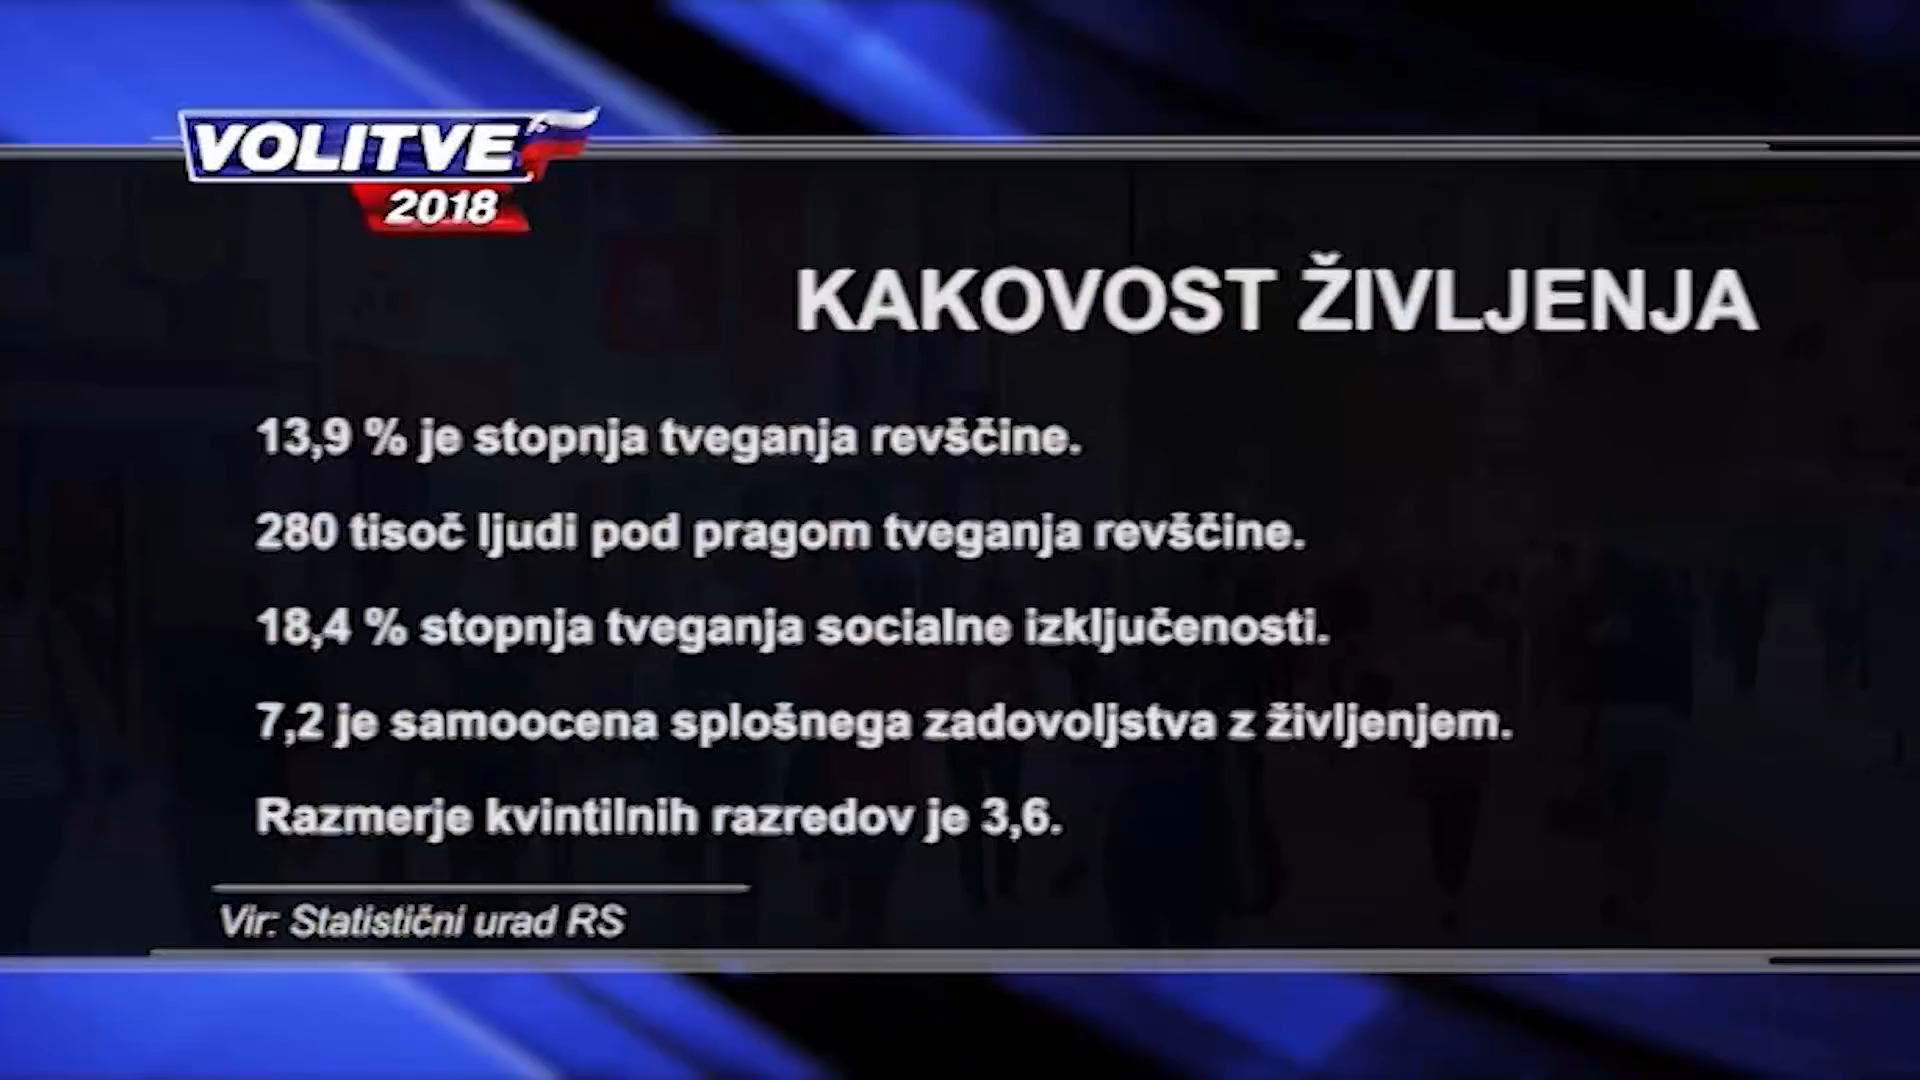 VOLITVE
2018
KAKOVOST ŽIVLJENJA
13,9 % je stopnja tveganja revščine.
280 tisoč ljudi pod pragom tveganja revščine.
18,4 % stopnja tveganja socialne izključenosti.
7,2 je samoocena splošnega zadovoljstva z življenjem.
Razmerje kvintilnih razredov je 3,6.
Vir: Statistični urad RS